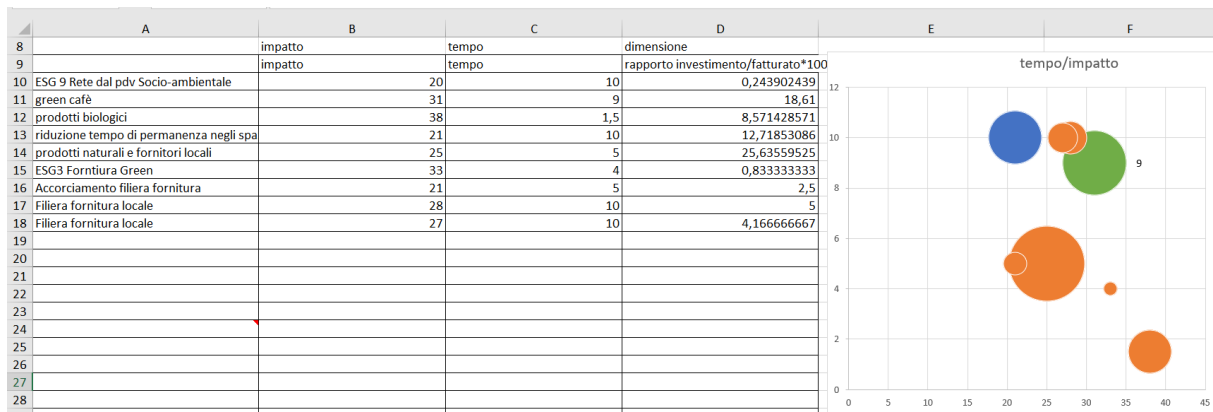 A B C D E F
8 impatto tempo dimensione
9 impatto tempo rapporto investimento/fatturato*100
10 ESG 9 Rete dal pdv Socio-ambientale 20 10 0,243902439
11 green cafè 31 9 18,61
12 prodotti biologici 38 1,5 8,571428571
13 riduzione tempo di permanenza negli spa 21 10 12,71853086
14 prodotti naturali e fornitori locali 25 5 25,63559525
15 ESG3 Forntiura Green 33 4 0,833333333
16 Accorciamento filiera fornitura 21 5 2,5
17 Filiera fornitura locale 28 10 5
18 Filiera fornitura locale 27 10 4,166666667
19
20
21
22
23
24
25
26
27
28
tempo/impatto
12
10
9
8
6
4
2
0
0 5 10 15 20 25 30 35 40 45